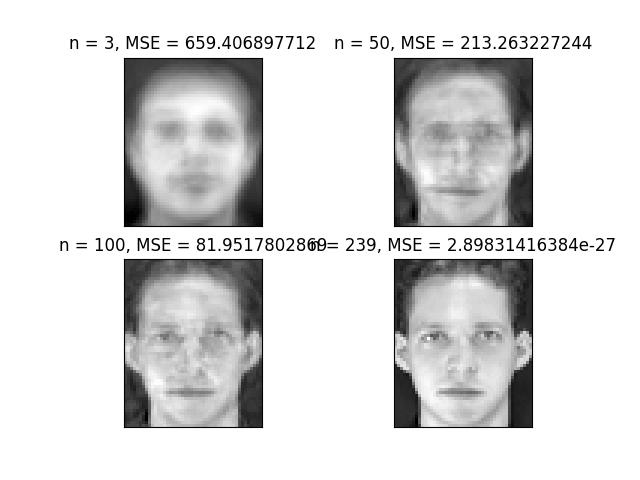 n = 3, MSE = 659.406897712
n = 50, MSE = 213.263227244
n = 100, MSE = 81.9517802869
n = 239, MSE = 2.89831416384e-27